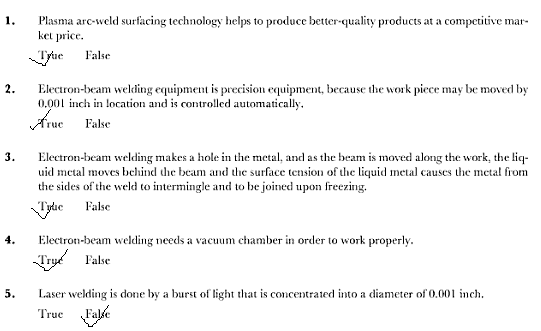 1. Plasma arc-weld surfacing technology helps to produce better-quality products at a competitive mar-
ket price.
True False
2. Electron-beam welding equipment is precision equipment, because the work piece may be moved by
0.001 inch in location and is controlled automatically.
True False
3. Electron-beam welding makes a hole in the metal, and as the beam is moved along the work, the liq-
uid metal moves behind the beam and the surface tension of the liquid metal causes the metal from
the sides of the weld to intermingle and to be joined upon freezing.
True False
4. Electron-beam welding needs a vacuum chamber in order to work properly.
True False
5. Laser welding is done by a burst of light that is concentrated into a diameter of 0.001 inch.
True False